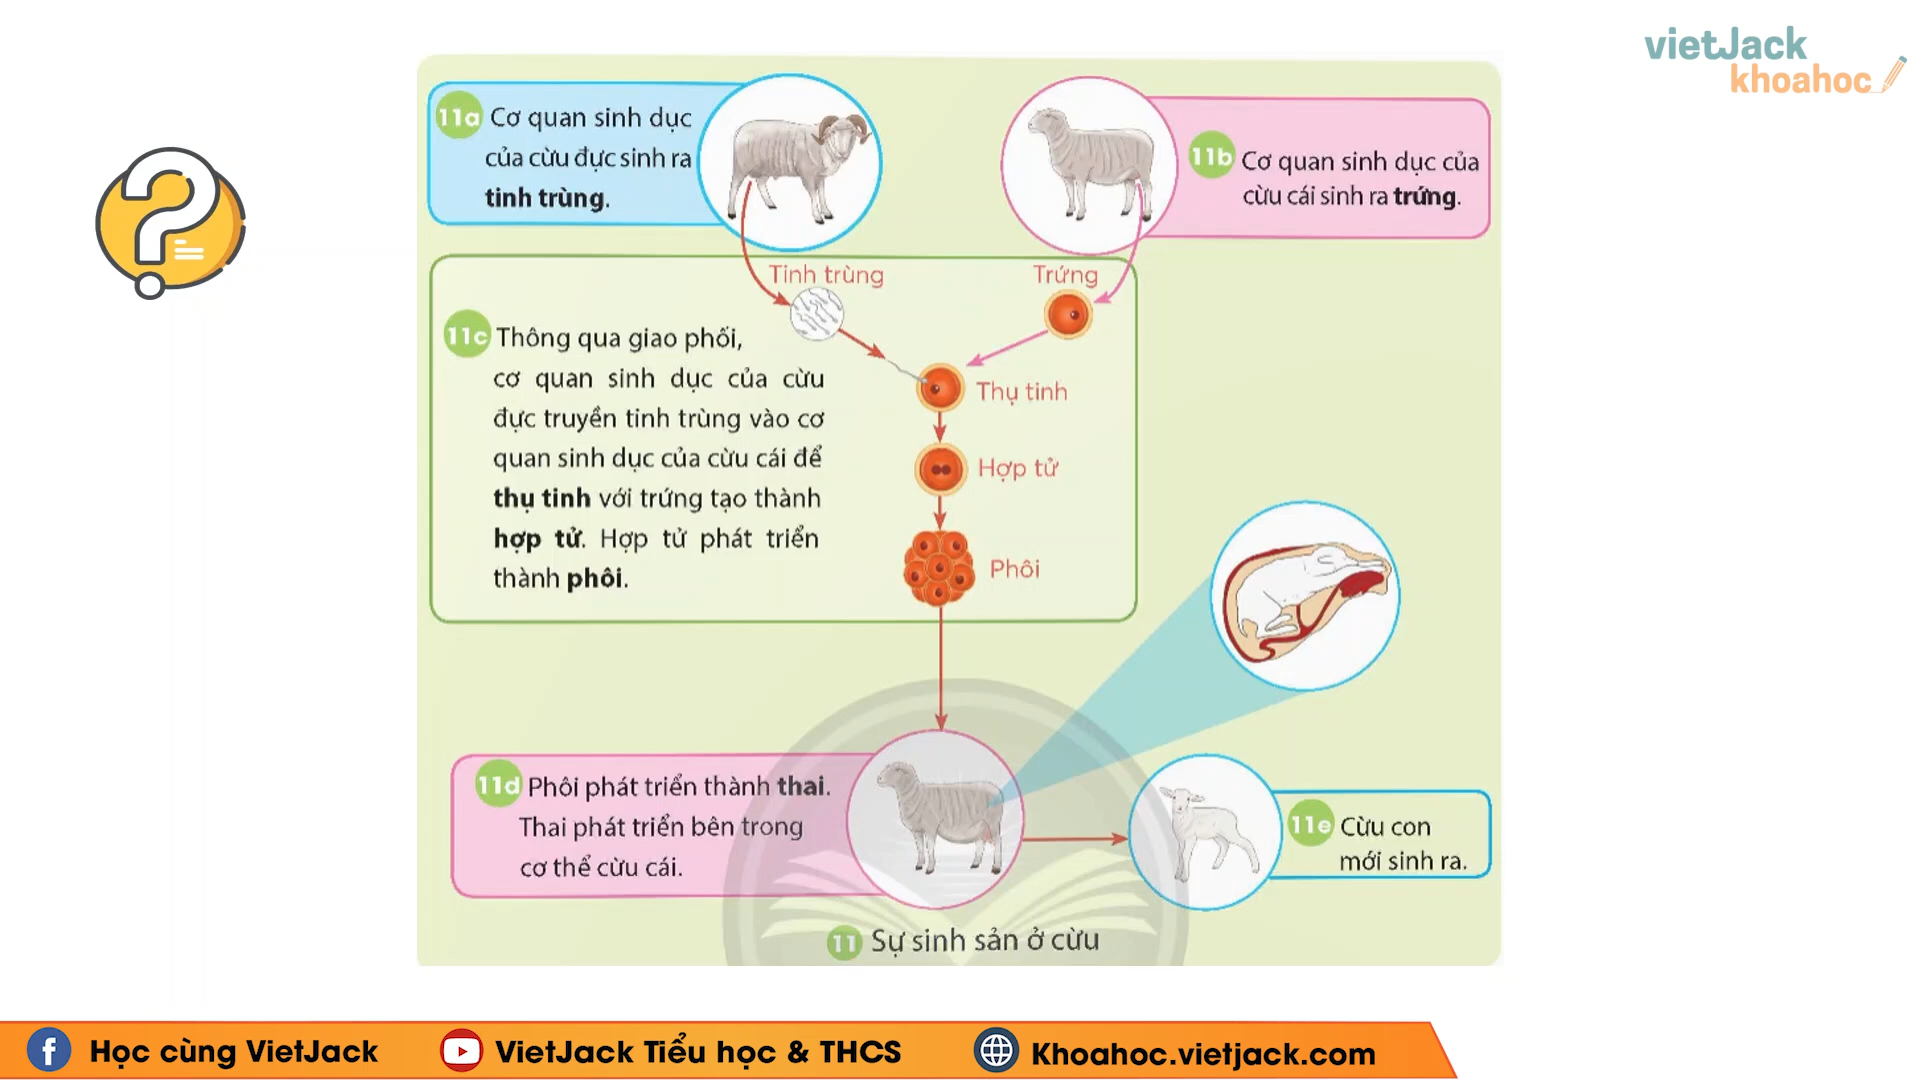 vietJack
khoahoc
11a Cơ quan sinh dục
của cừu đực sinh ra
tinh trùng.
11b Cơ quan sinh dục của
cừu cái sinh ra trứng.
Tinh trùng
Trứng
11c Thông qua giao phối,
cơ quan sinh dục của cừu
đực truyền tinh trùng vào cơ
quan sinh dục của cừu cái để
thụ tinh với trứng tạo thành
hợp tử. Hợp tử phát triển
thành phôi.
Thụ tinh
Hợp tử
Phôi
11d Phôi phát triển thành thai.
Thai phát triển bên trong
cơ thể cừu cái.
11e Cừu con
mới sinh ra.
11 Sự sinh sản ở cừu
Học cùng VietJack
VietJack Tiểu học & THCS
Khoahoc.vietjack.com